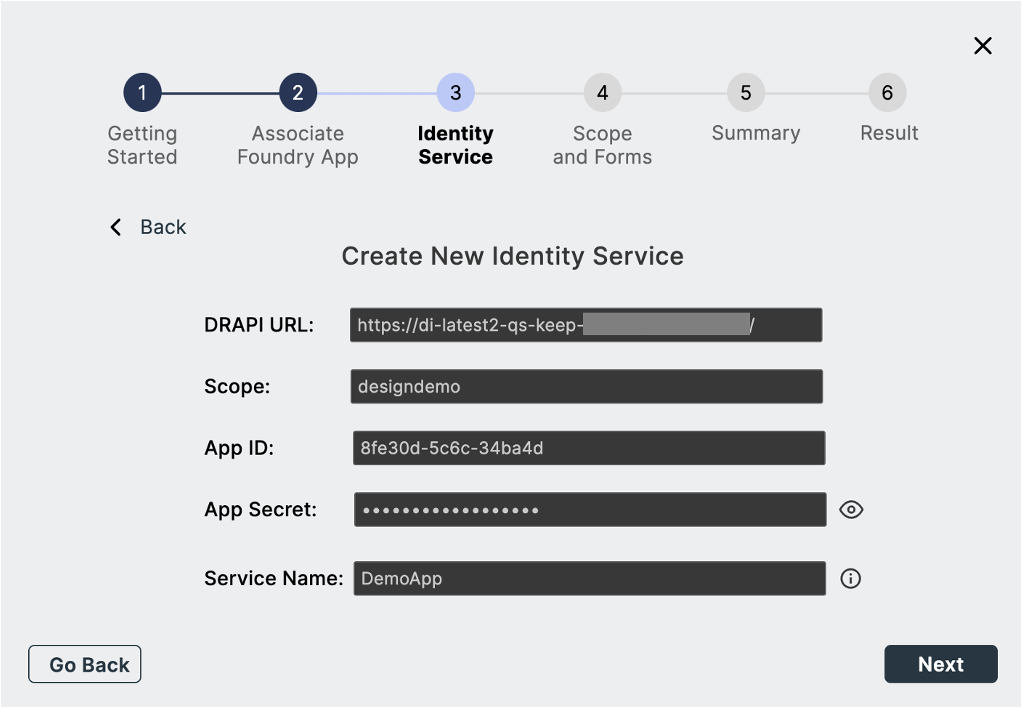 1 2 3 4 5 6
Getting Started
Associate Foundry App
Identity Service
Scope and Forms
Summary
Result
Back
Create New Identity Service
DRAPI URL: https://di-latest2-qs-keep- /
Scope: designdemo
App ID: 8fe30d-5c6c-34ba4d
App Secret: ••••••••••••••••••
Service Name: DemoApp
Go Back Next